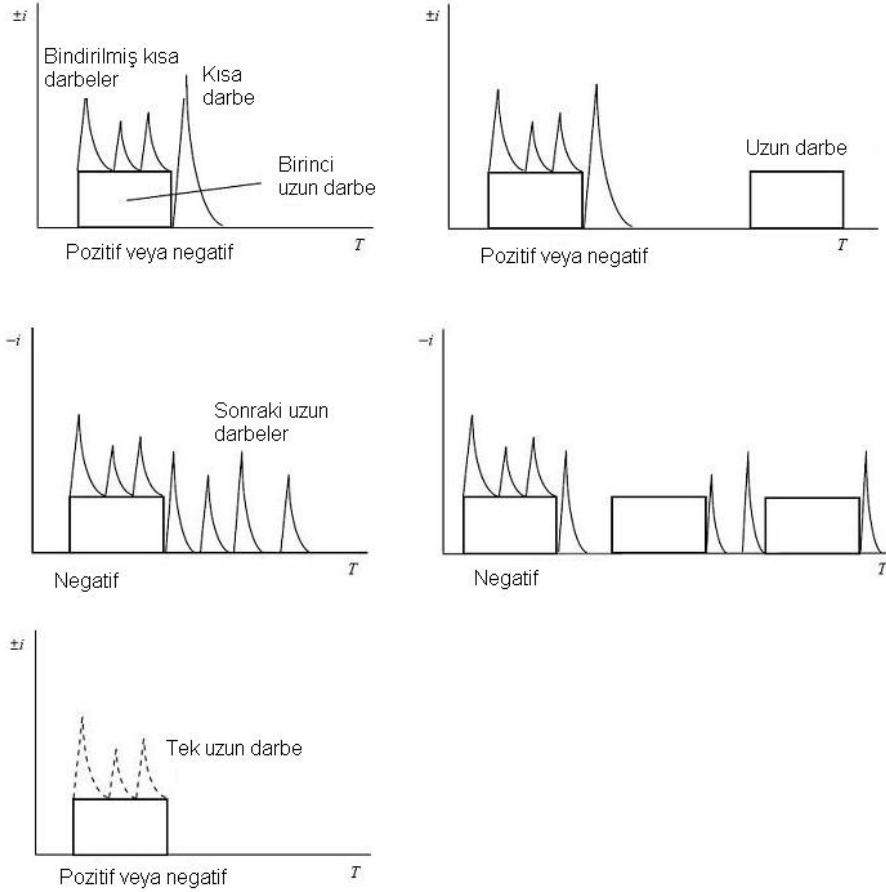 ±i
Bindirilmiş kısa
darbeler
Kısa
darbe
Birinci
uzun darbe
T
Pozitif veya negatif
±i
Uzun darbe
T
Pozitif veya negatif
–i
Sonraki uzun
darbeler
T
Negatif
–i
T
Negatif
±i
Tek uzun darbe
T
Pozitif veya negatif